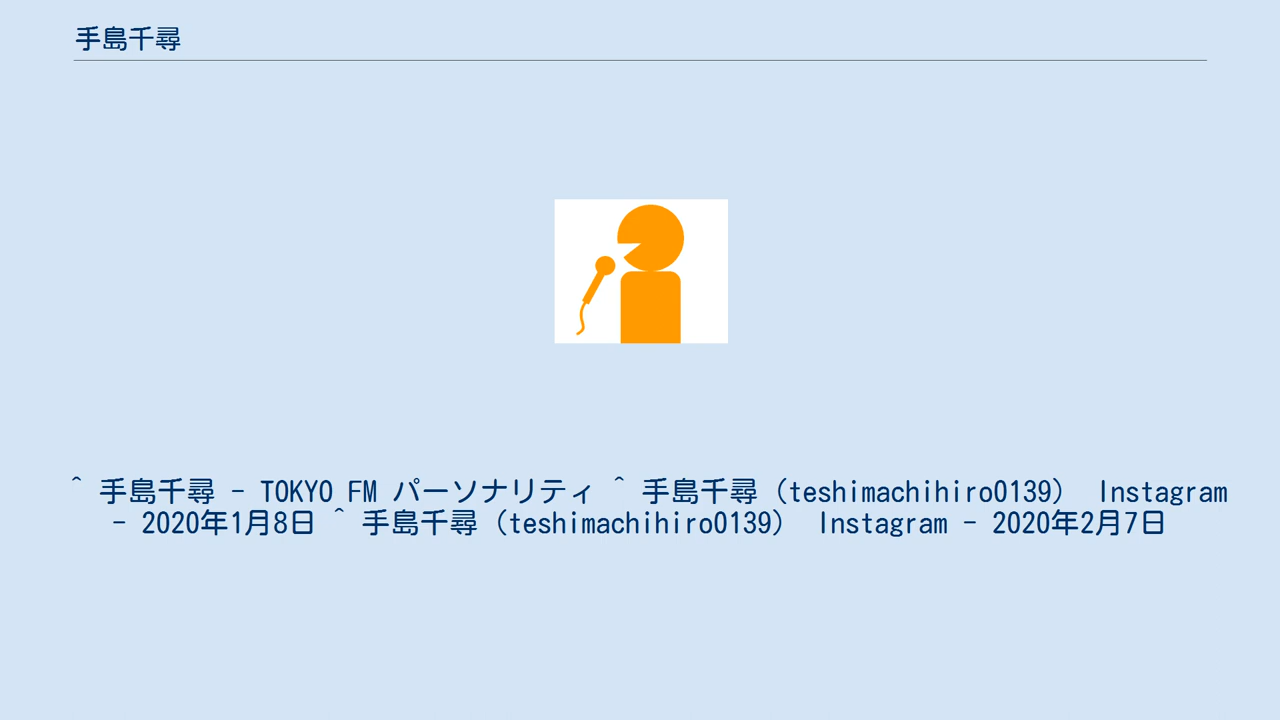 手島千尋
^ 手島千尋 - TOKYO FM パーソナリティ ^ 手島千尋 (teshimachihiro0139) Instagram
- 2020年1月8日 ^ 手島千尋 (teshimachihiro0139) Instagram - 2020年2月7日